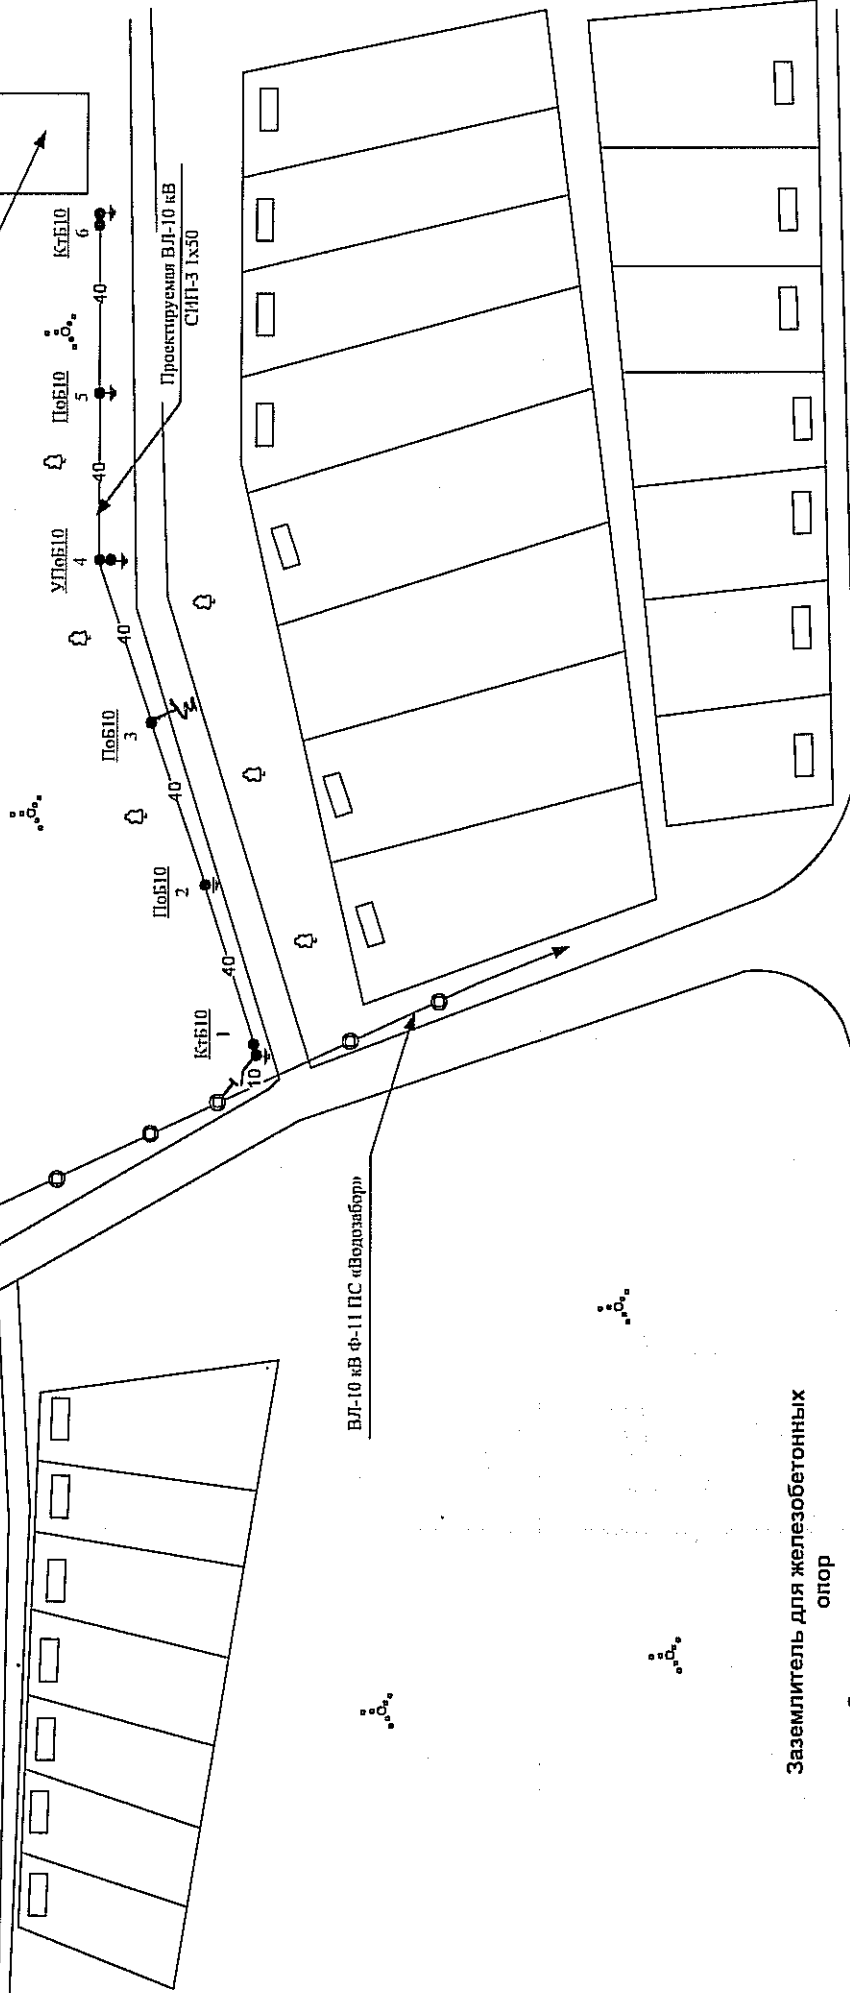 КтБ10
6
40
ПоБ10
5
40
УПоБ10
4
40
ПоБ10
3
40
ПоБ10
2
40
КтБ10
1
10
Проектируемая ВЛ-10 кВ
СИП-3 1х50
ВЛ-10 кВ Ф-11 ПС «Водозабор»
Заземлитель для железобетонных
опор